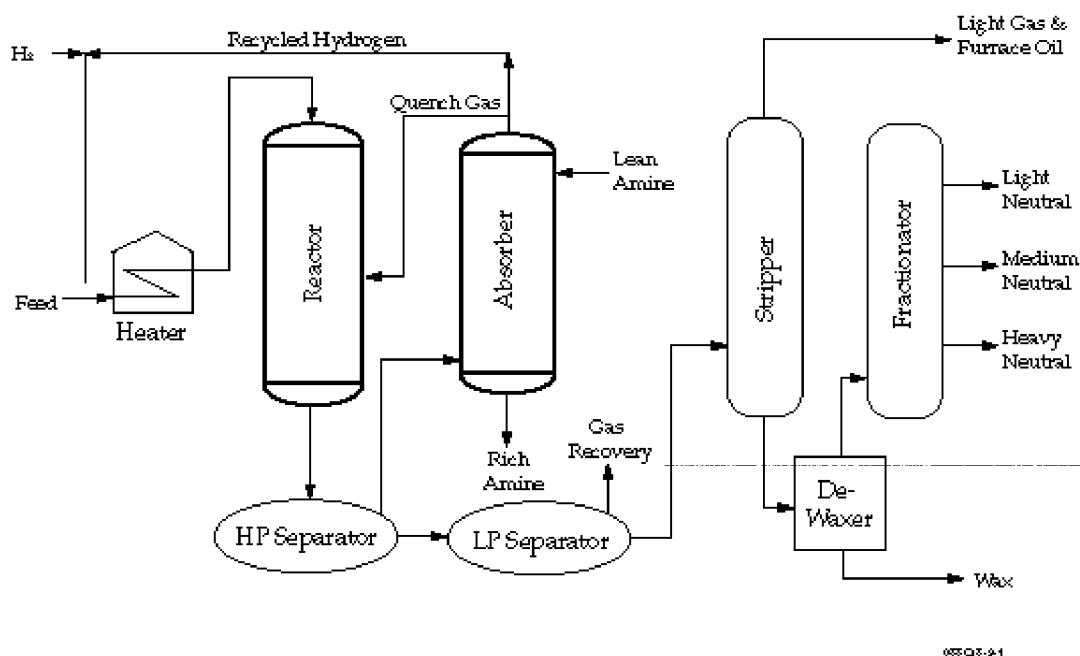 Light Gas &
Furnace Oil
Recycled Hydrogen
H₂
Quench Gas
Lean
Amine
Light
Neutral
Reactor
Absorber
Stripper
Fractionator
Medium
Neutral
Feed
Heater
Heavy
Neutral
Gas
Recovery
Rich
Amine
De-
Waxer
HP Separator
LP Separator
Wax